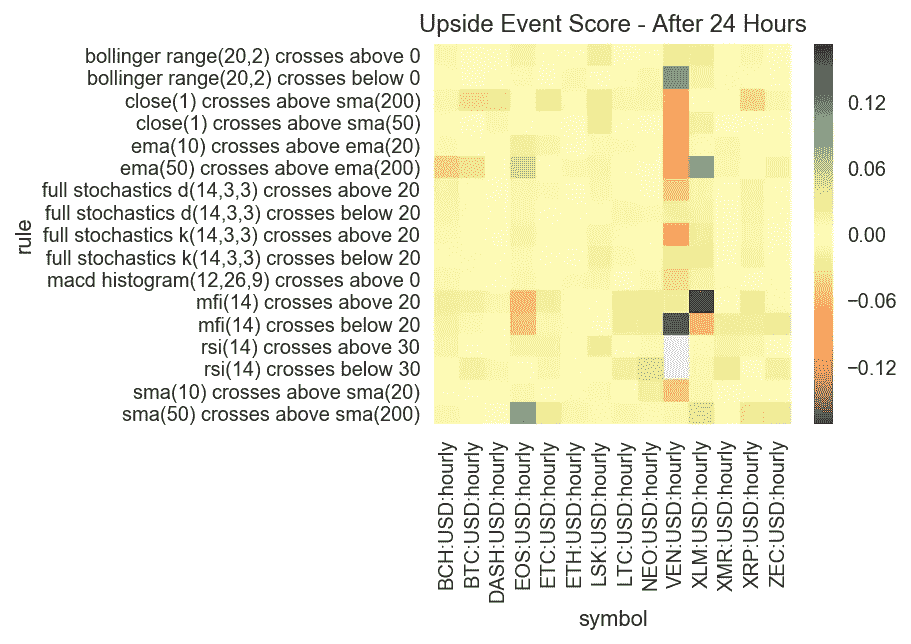 Upside Event Score - After 24 Hours
bollinger range(20,2) crosses above 0
bollinger range(20,2) crosses below 0
close(1) crosses above sma(200)
close(1) crosses above sma(50)
ema(10) crosses above ema(20)
ema(50) crosses above ema(200)
full stochastics d(14,3,3) crosses above 20
full stochastics d(14,3,3) crosses below 20
full stochastics k(14,3,3) crosses above 20
full stochastics k(14,3,3) crosses below 20
macd histogram(12,26,9) crosses above 0
mfi(14) crosses above 20
mfi(14) crosses below 20
rsi(14) crosses above 30
rsi(14) crosses below 30
sma(10) crosses above sma(20)
sma(50) crosses above sma(200)
rule
0.12
0.06
0.00
−0.06
−0.12
BCH:USD:hourly
BTC:USD:hourly
DASH:USD:hourly
EOS:USD:hourly
ETC:USD:hourly
ETH:USD:hourly
LSK:USD:hourly
LTC:USD:hourly
NEO:USD:hourly
VEN:USD:hourly
XLM:USD:hourly
XMR:USD:hourly
XRP:USD:hourly
ZEC:USD:hourly
symbol